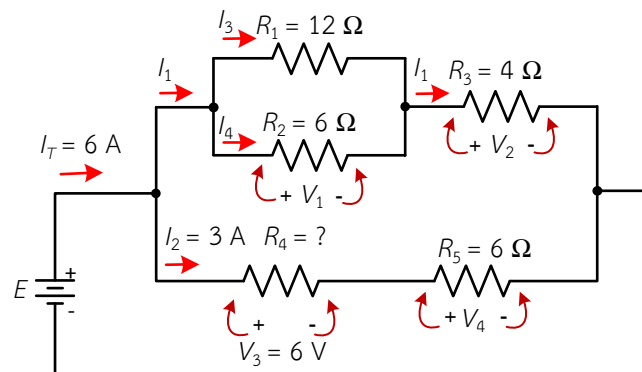 I3 R1 = 12 Ω
I1
I1 R3 = 4 Ω
I4 R2 = 6 Ω
IT = 6 A
+ V2 -
+ V1 -
I2 = 3 A R4 = ?
R5 = 6 Ω
E + -
+ -
+ V4 -
V3 = 6 V